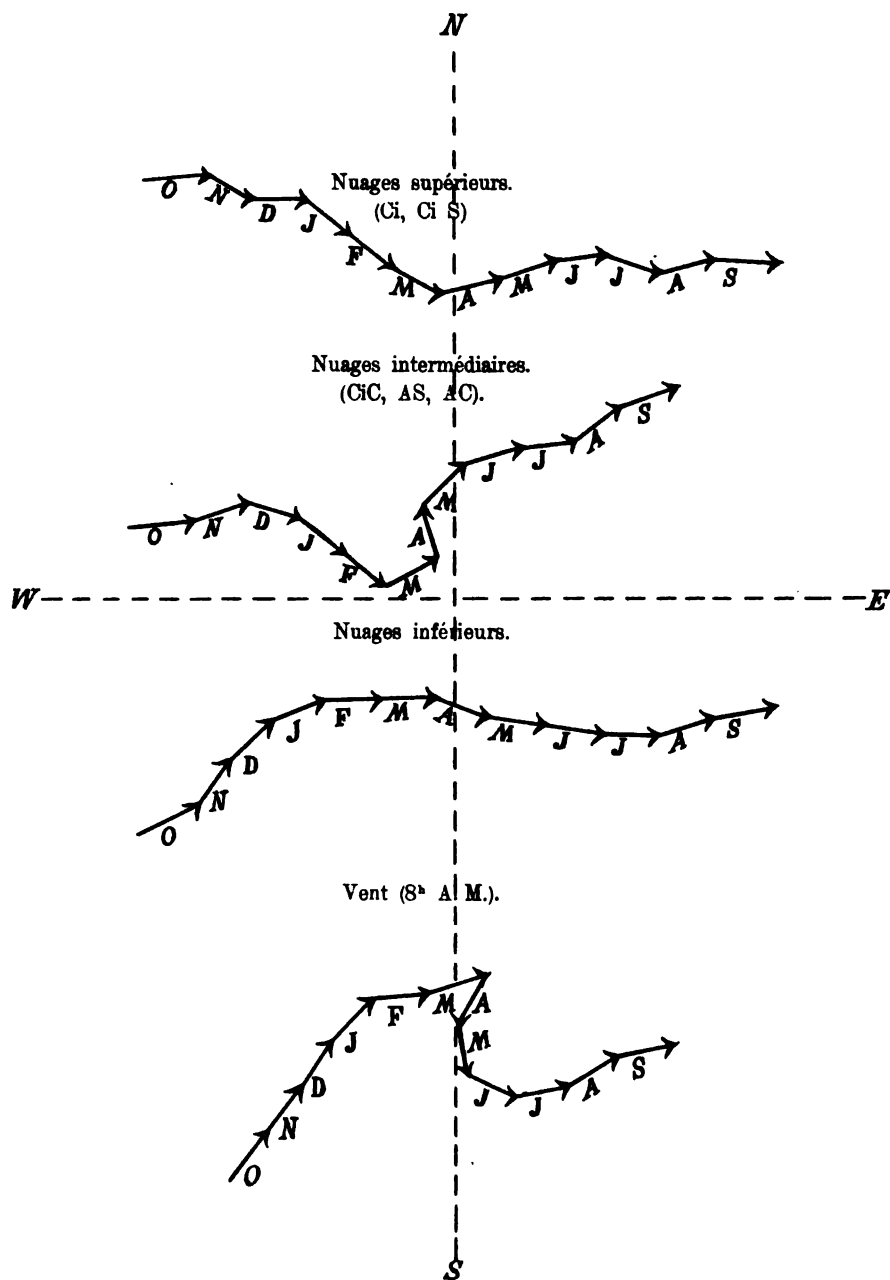 N
Nuages supérieurs.
(Ci, Ci S)
O N D J F M A M J J A S
Nuages intermédiaires.
(CiC, AS, AC).
O N D J F M A M J J A S
W E
Nuages inférieurs.
O N D J F M A M J J A S
Vent (8ʰ A M.).
O N D J F M A M J J A S
S